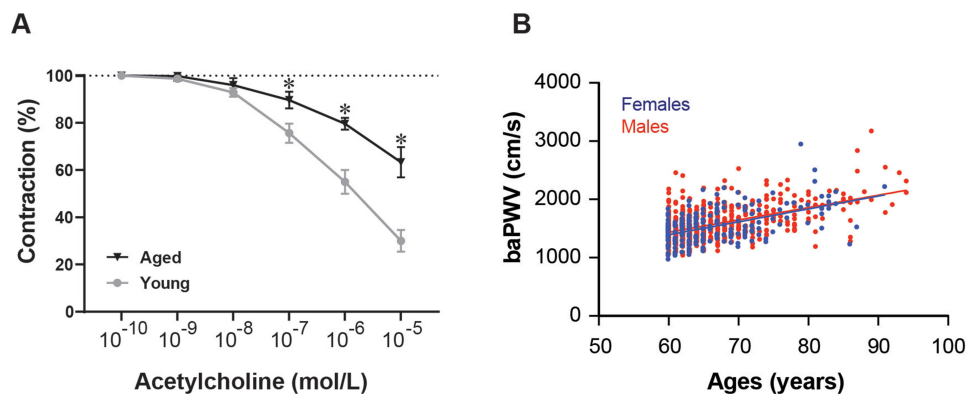 A
Contraction (%)
100
80
60
40
20
0
* * *
Aged
Young
10-10 10-9 10-8 10-7 10-6 10-5
Acetylcholine (mol/L)
B
baPWV (cm/s)
4000
3000
2000
1000
0
Females
Males
50 60 70 80 90 100
Ages (years)